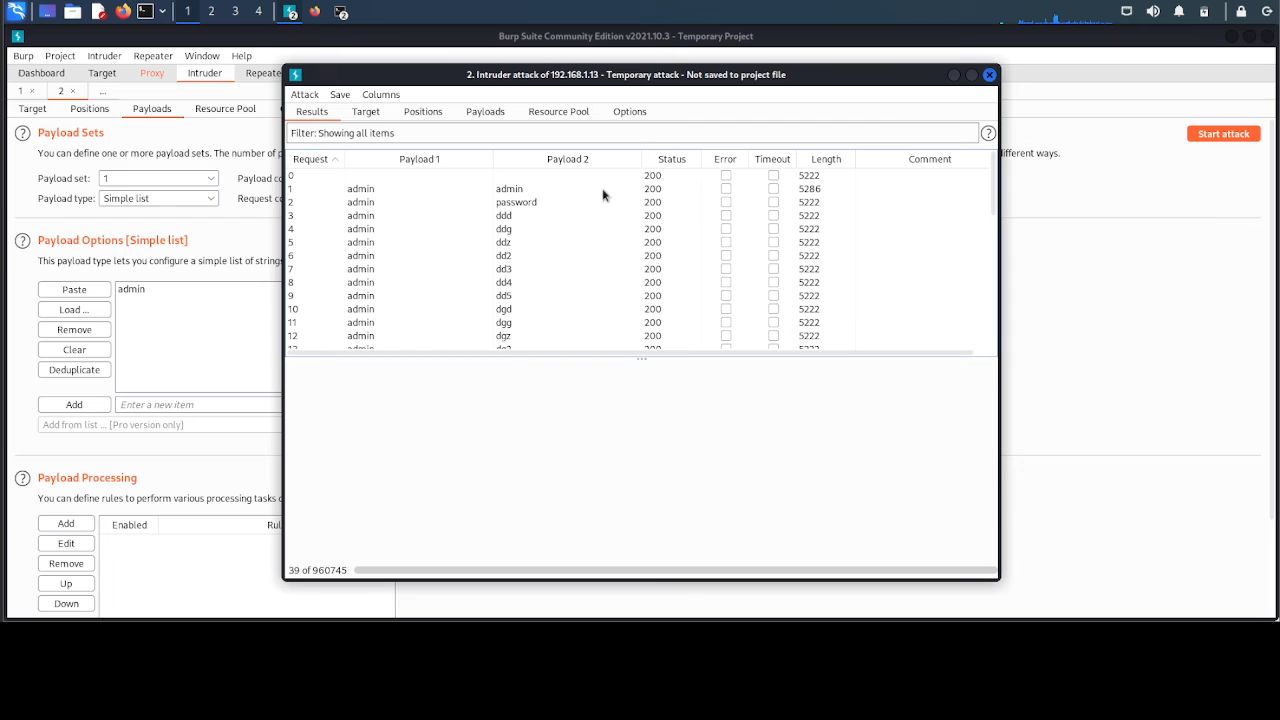 1 2 3 4 2 2
Burp Suite Community Edition v2021.10.3 - Temporary Project
Burp Project Intruder Repeater Window Help
Dashboard Target Proxy Intruder Repeate
1 × 2 × ...
Target Positions Payloads Resource Pool
? Payload Sets
Start attack
You can define one or more payload sets. The number of p
different ways.
Payload set: 1 Payload co
Payload type: Simple list Request co
? Payload Options [Simple list]
This payload type lets you configure a simple list of strings
Paste admin
Load ...
Remove
Clear
Deduplicate
Add Enter a new item
Add from list ... [Pro version only]
? Payload Processing
You can define rules to perform various processing tasks
Add Enabled Rul
Edit
Remove
Up
Down
2. Intruder attack of 192.168.1.13 - Temporary attack - Not saved to project file
Attack Save Columns
Results Target Positions Payloads Resource Pool Options
Filter: Showing all items ?
Request Payload 1 Payload 2 Status Error Timeout Length Comment
0 200 5222
1 admin admin 200 5286
2 admin password 200 5222
3 admin ddd 200 5222
4 admin ddg 200 5222
5 admin ddz 200 5222
6 admin dd2 200 5222
7 admin dd3 200 5222
8 admin dd4 200 5222
9 admin dd5 200 5222
10 admin dgd 200 5222
11 admin dgg 200 5222
12 admin dgz 200 5222
39 of 960745